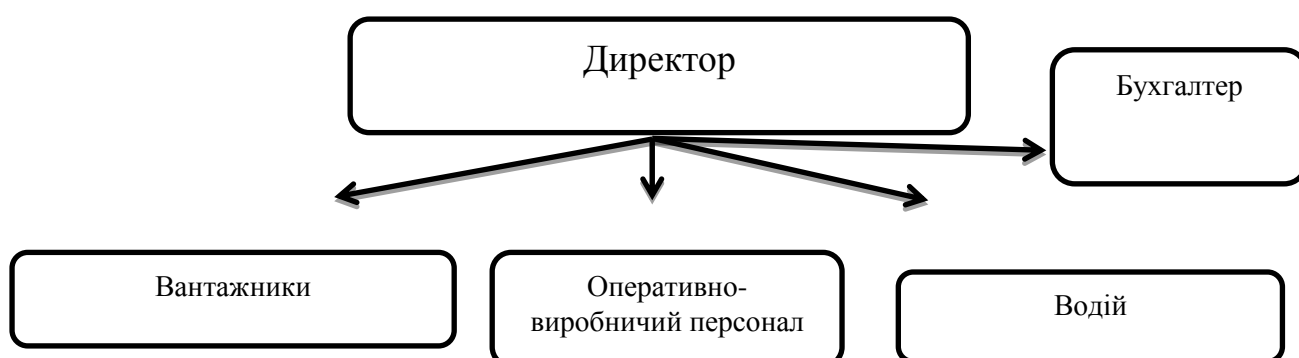 Директор
Бухгалтер
Вантажники
Оперативно-
виробничий персонал
Водій